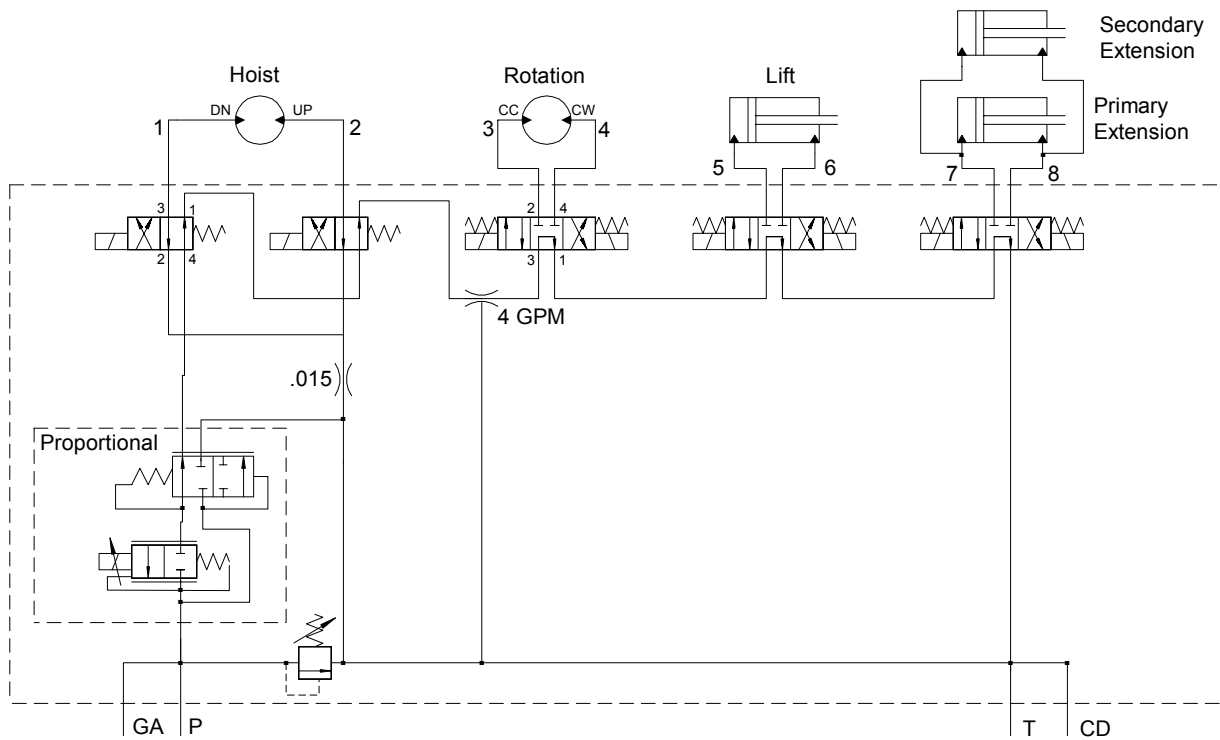 Secondary
Extension
Hoist
Rotation
Lift
Primary
Extension
DN
UP
CC
CW
1
2
3
4
5
6
7
8
3
1
2
4
2
4
3
1
4 GPM
.015
Proportional
GA
P
T
CD